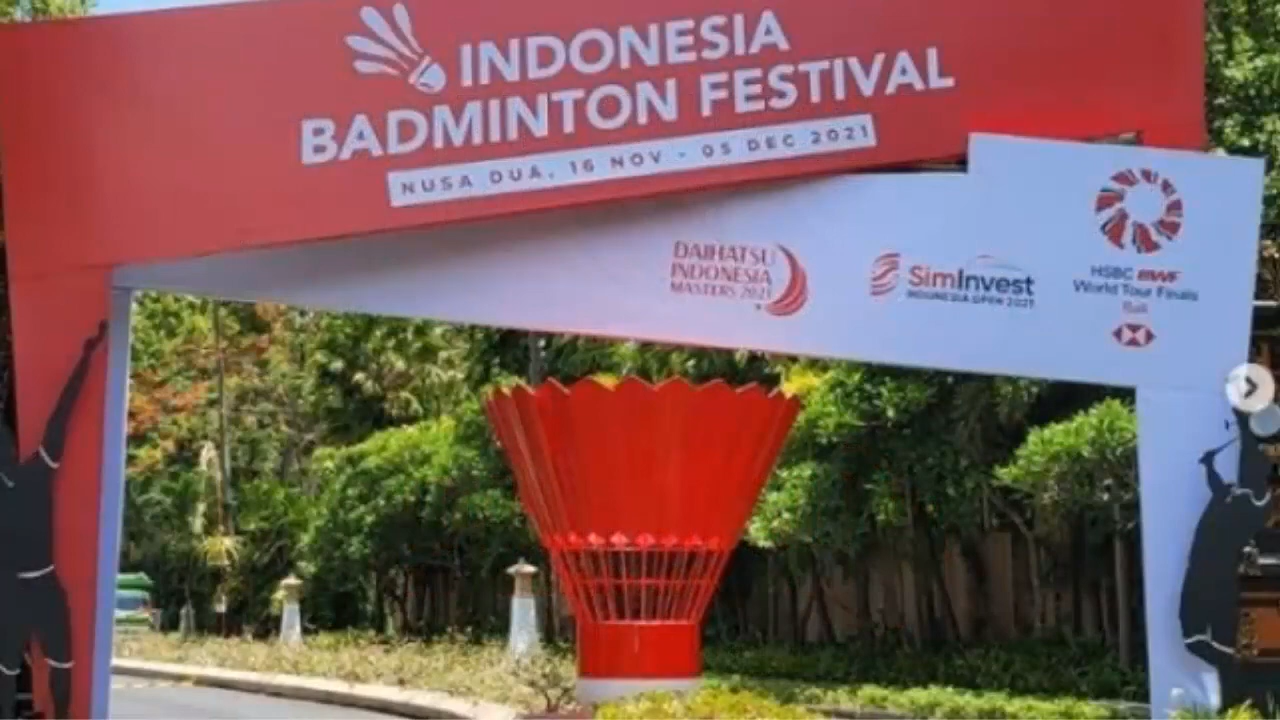 INDONESIA
BADMINTON FESTIVAL
NUSA DUA, 16 NOV - 05 DEC 2021
DAIHATSU
INDONESIA
MASTERS 2021
SimInvest
INDONESIA OPEN 2021
HSBC BWF
World Tour Finals
Bali